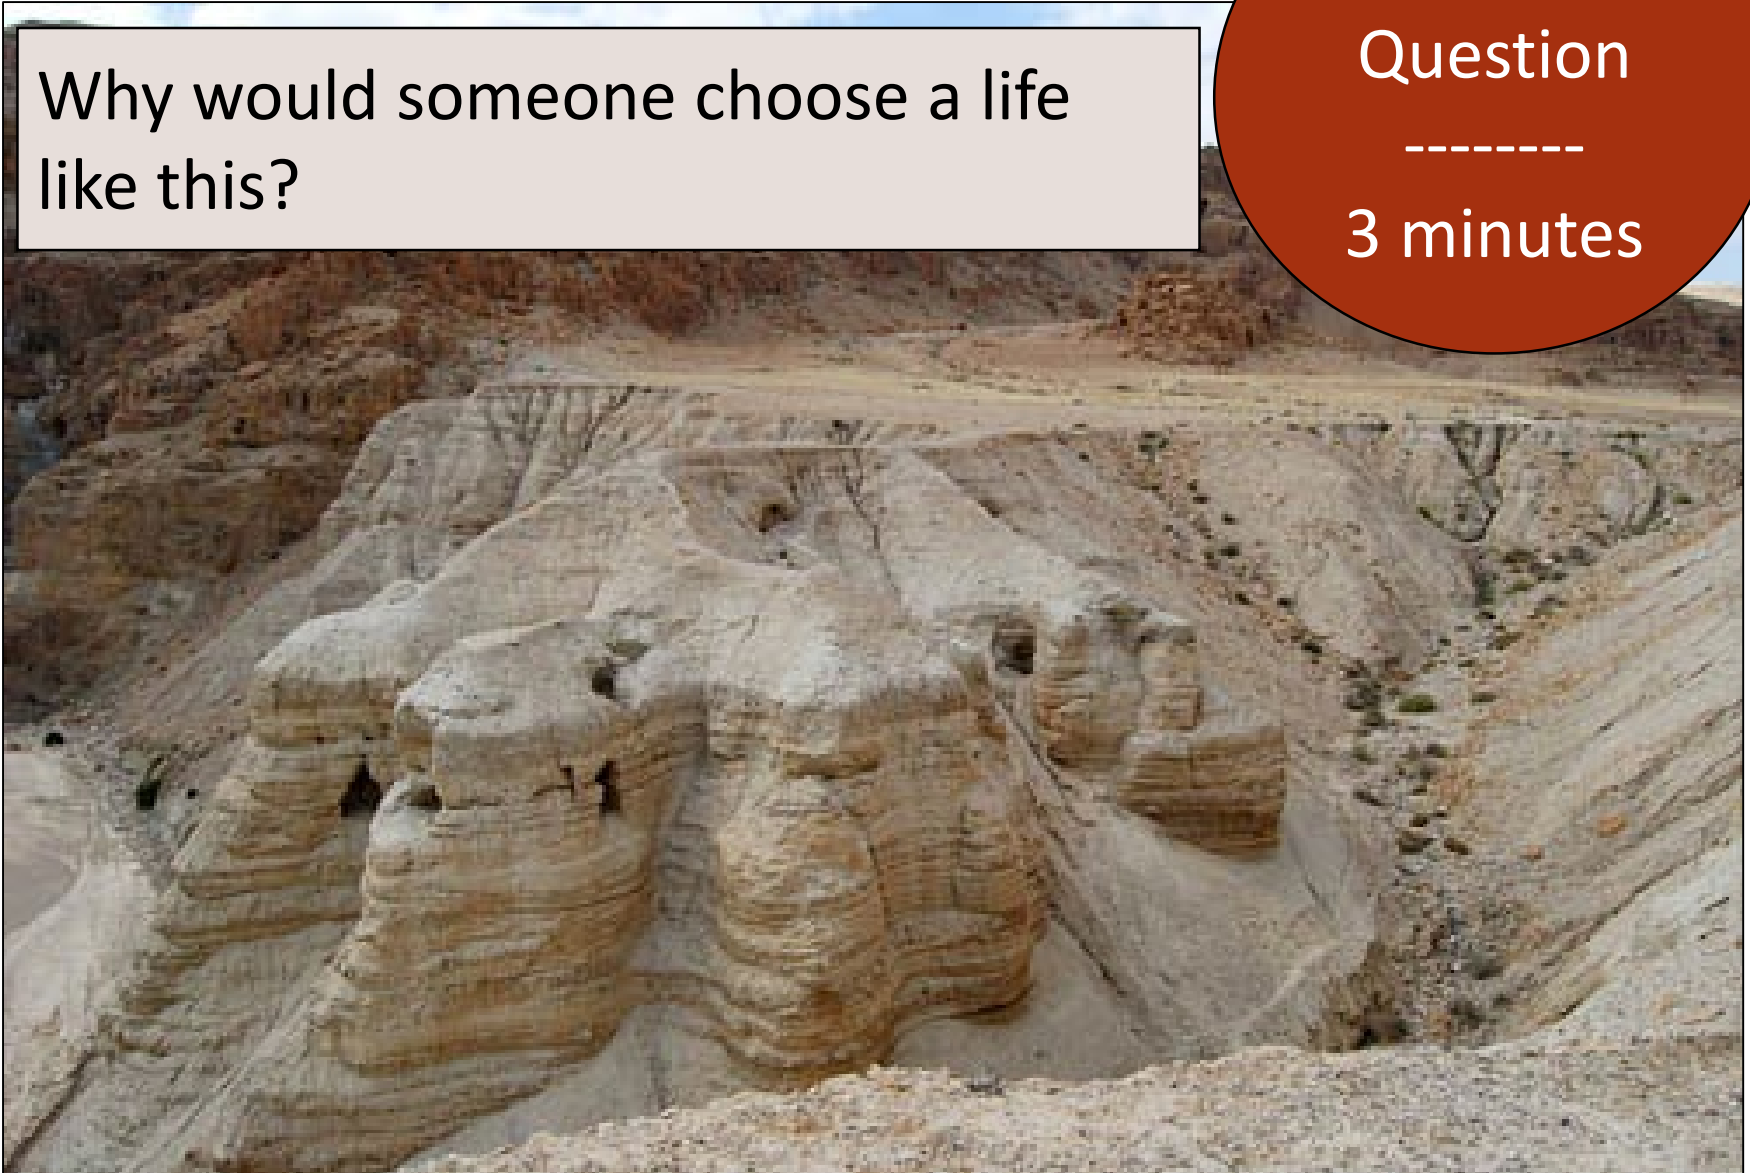 Why would someone choose a life
like this?
Question
--------
3 minutes